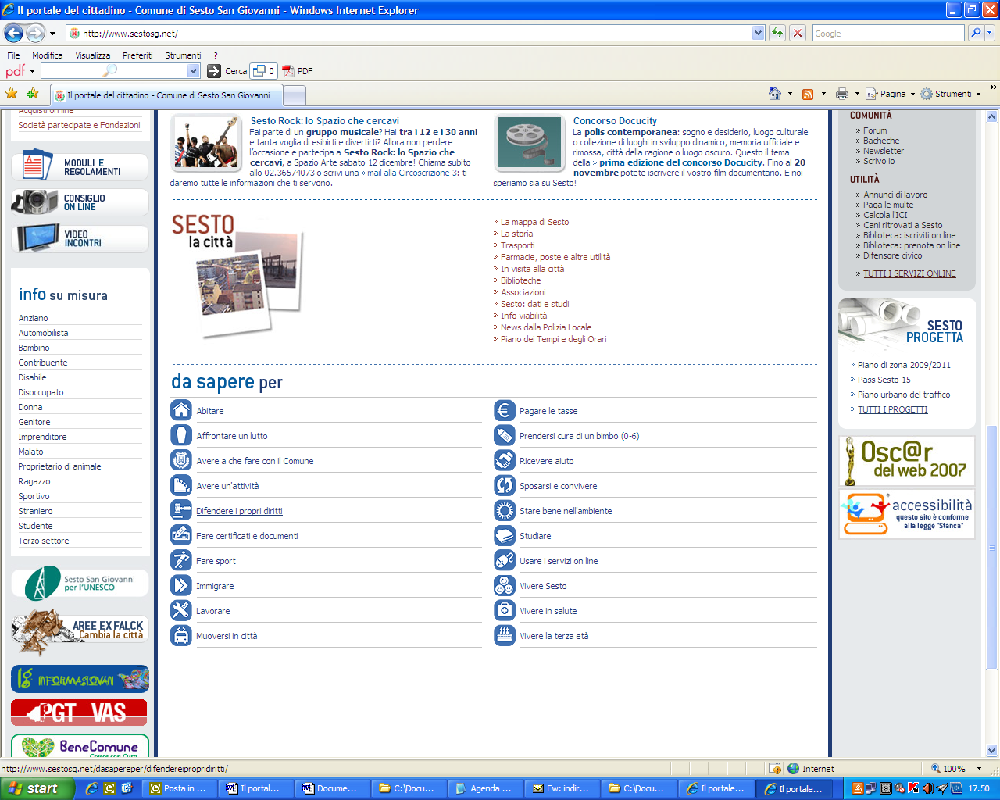 Il portale del cittadino - Comune di Sesto San Giovanni - Windows Internet Explorer
http://www.sestosg.net/
Google
File Modifica Visualizza Preferiti Strumenti ?
pdf Cerca 0 PDF
Il portale del cittadino - Comune di Sesto San Giovanni
Pagina Strumenti »
Acquisti on line
Società partecipate e Fondazioni
MODULI E
REGOLAMENTI
CONSIGLIO
ON LINE
VIDEO
INCONTRI
info su misura
Anziano
Automobilista
Bambino
Contribuente
Disabile
Disoccupato
Donna
Genitore
Imprenditore
Malato
Proprietario di animale
Ragazzo
Sportivo
Straniero
Studente
Terzo settore
Sesto San Giovanni
per l'UNESCO
AREE EX FALCK
Cambia la città
INFORMAGIOVANI
PGT VAS
BeneComune
Cresce con Cura
Sesto Rock: lo Spazio che cercavi
Fai parte di un gruppo musicale? Hai tra i 12 e i 30 anni
e tanta voglia di esibirti e divertirti? Allora non perdere
l'occasione e partecipa a Sesto Rock: lo Spazio che
cercavi, a Spazio Arte sabato 12 dicembre! Chiama subito
allo 02.36574073 o scrivi una » mail alla Circoscrizione 3: ti
daremo tutte le informazioni che ti servono.
Concorso Docucity
La polis contemporanea: sogno e desiderio, luogo culturale
o collezione di luoghi in sviluppo dinamico, memoria ufficiale e
rimossa, città della ragione o luogo oscuro. Questo il tema
della » prima edizione del concorso Docucity. Fino al 20
novembre potete iscrivere il vostro film documentario. E noi
speriamo sia su Sesto!
SESTO
la città
» La mappa di Sesto
» La storia
» Trasporti
» Farmacie, poste e altre utilità
» In visita alla città
» Biblioteche
» Associazioni
» Sesto: dati e studi
» Info viabilità
» News dalla Polizia Locale
» Piano dei Tempi e degli Orari
da sapere per
Abitare
Affrontare un lutto
Avere a che fare con il Comune
Avere un'attività
Difendere i propri diritti
Fare certificati e documenti
Fare sport
Immigrare
Lavorare
Muoversi in città
Pagare le tasse
Prendersi cura di un bimbo (0-6)
Ricevere aiuto
Sposarsi e convivere
Stare bene nell'ambiente
Studiare
Usare i servizi on line
Vivere Sesto
Vivere in salute
Vivere la terza età
COMUNITÀ
» Forum
» Bacheche
» Newsletter
» Scrivo io
UTILITÀ
» Annunci di lavoro
» Paga le multe
» Calcola l'ICI
» Cani ritrovati a Sesto
» Biblioteca: iscriviti on line
» Biblioteca: prenota on line
» Difensore civico
» TUTTI I SERVIZI ONLINE
SESTO
PROGETTA
» Piano di zona 2009/2011
» Pass Sesto 15
» Piano urbano del traffico
» TUTTI I PROGETTI
Osc@r
del web 2007
accessibilità
questo sito è conforme
alla legge "Stanca"
http://www.sestosg.net/dasapereper/difendereipropridiritti/
Internet 100%
start Posta in ... Il portal... Docume... C:\Docu... Agenda ... Fw: indir... C:\Docu... Il portale... Il portale... 17.50